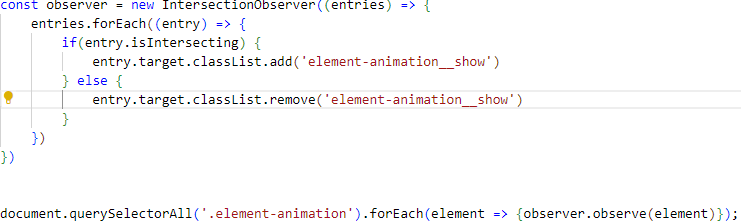 const observer = new IntersectionObserver((entries) => {
    entries.forEach((entry) => {
        if(entry.isIntersecting) {
            entry.target.classList.add('element-animation__show')
        } else {
            entry.target.classList.remove('element-animation__show')
        }
    })
})
document.querySelectorAll('.element-animation').forEach(element => {observer.observe(element)});